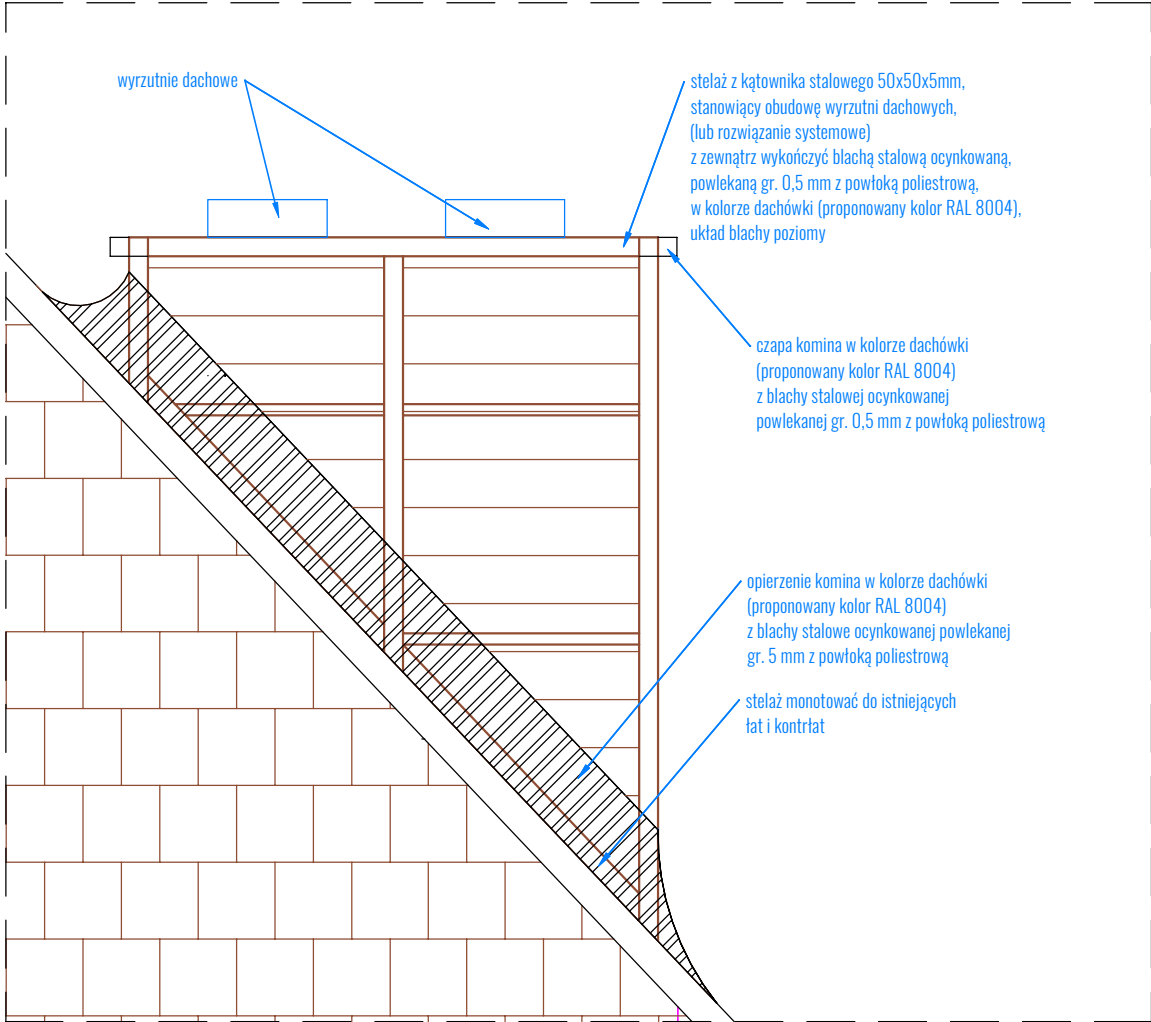 wyrzutnie dachowe
stelaż z kątownika stalowego 50x50x5mm,
stanowiący obudowę wyrzutni dachowych,
(lub rozwiązanie systemowe)
z zewnątrz wykończyć blachą stalową ocynkowaną,
powlekaną gr. 0,5 mm z powłoką poliestrową,
w kolorze dachówki (proponowany kolor RAL 8004),
układ blachy poziomy
czapa komina w kolorze dachówki
(proponowany kolor RAL 8004)
z blachy stalowej ocynkowanej
powlekanej gr. 0,5 mm z powłoką poliestrową
opierzenie komina w kolorze dachówki
(proponowany kolor RAL 8004)
z blachy stalowe ocynkowanej powlekanej
gr. 5 mm z powłoką poliestrową
stelaż monotować do istniejących
łat i kontrłat